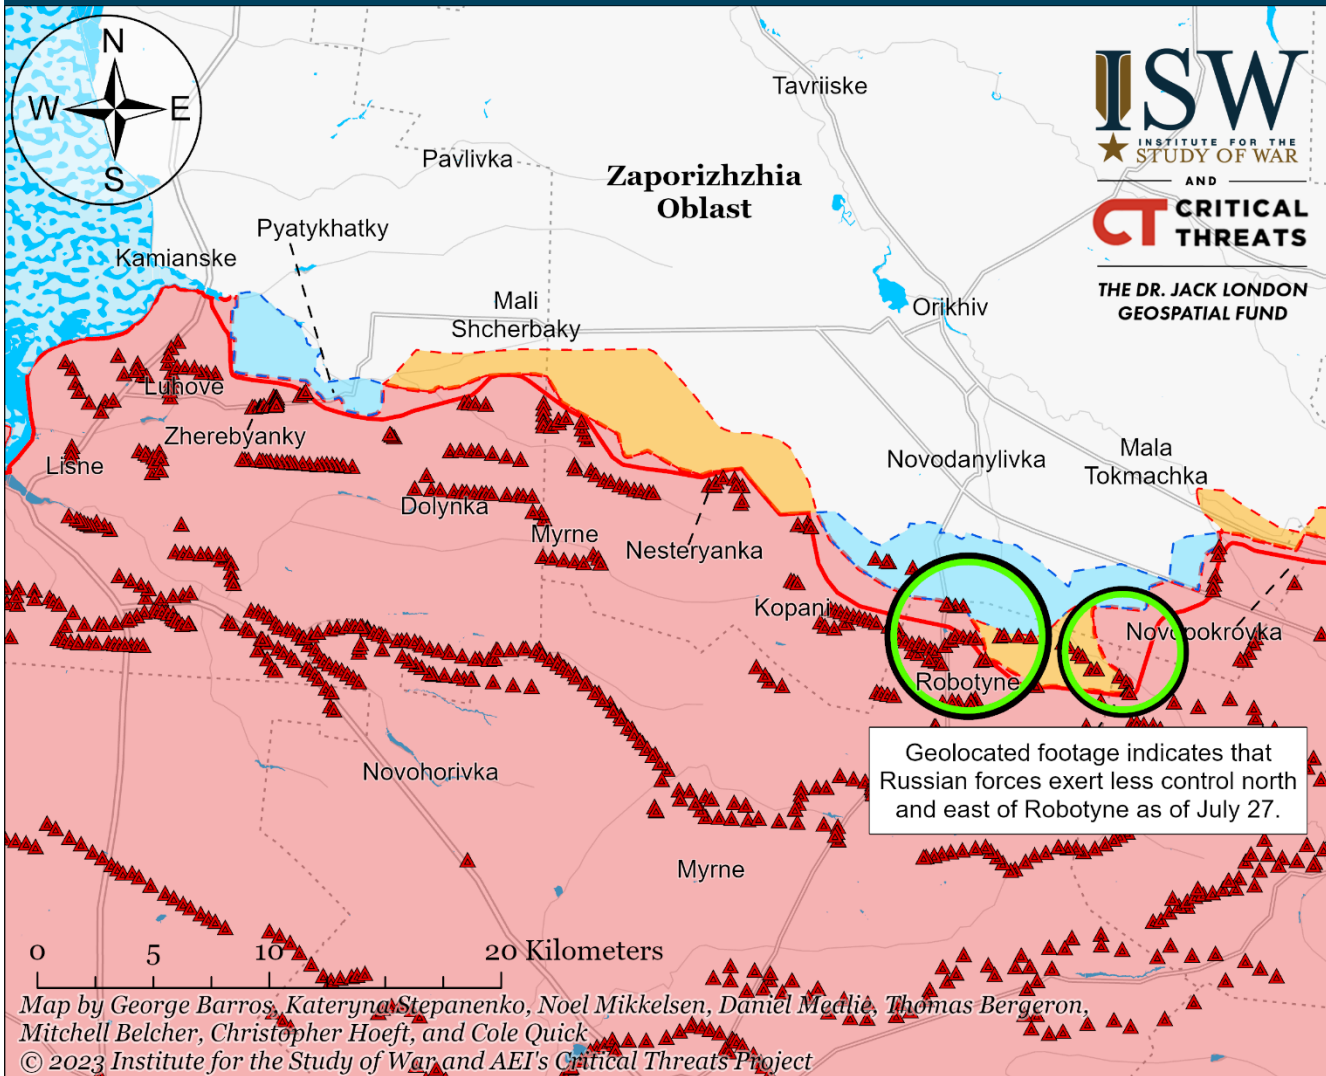 N
W
E
S
Tavriiske
Pavlivka
Zaporizhzhia
Oblast
ISW
INSTITUTE FOR THE
STUDY OF WAR
AND
CT CRITICAL
THREATS
THE DR. JACK LONDON
GEOSPATIAL FUND
Pyatykhatky
Kamianske
Mali
Shcherbaky
Orikhiv
Luhove
Zherebyanky
Lisne
Novodanylivka
Mala
Tokmachka
Dolynka
Myrne
Nesteryanka
Kopani
Novopokrovka
Robotyne
Geolocated footage indicates that
Russian forces exert less control north
and east of Robotyne as of July 27.
Novohorivka
Myrne
0 5 10 20 Kilometers
Map by George Barros, Kateryna Stepanenko, Noel Mikkelsen, Daniel Mealie, Thomas Bergeron,
Mitchell Belcher, Christopher Hoeft, and Cole Quick
© 2023 Institute for the Study of War and AEI's Critical Threats Project